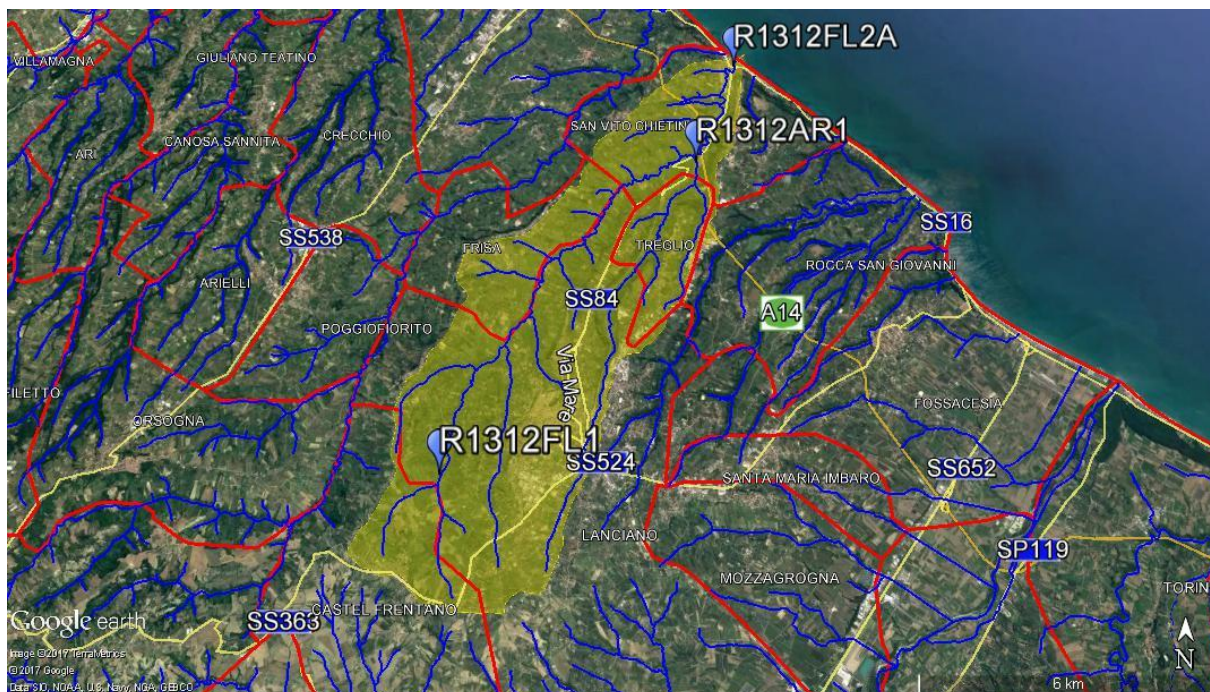 R1312FL2A
VILLAMAGNA
GIULIANO TEATINO
SAN VITO CHIETIN
R1312AR1
CRECCHIO
CANOSA SANNITA
ARI
SS16
SS538
FRISA
TREGLIO
ROCCA SAN GIOVANNI
ARIELLI
SS84
A14
POGGIOFIORITO
Via Mare
FILETTO
ORSOGNA
FOSSACESIA
R1312FL1
SS524
SS652
SANTA MARIA IMBARO
LANCIANO
SP119
MOZZAGROGNA
TORIN
CASTEL FRENTANO
SS363
Google earth
N
Image ©2017 TerraMetrics
©2017 Google
6 km
Data SIO, NOAA, U.S. Navy, NGA, GEBCO